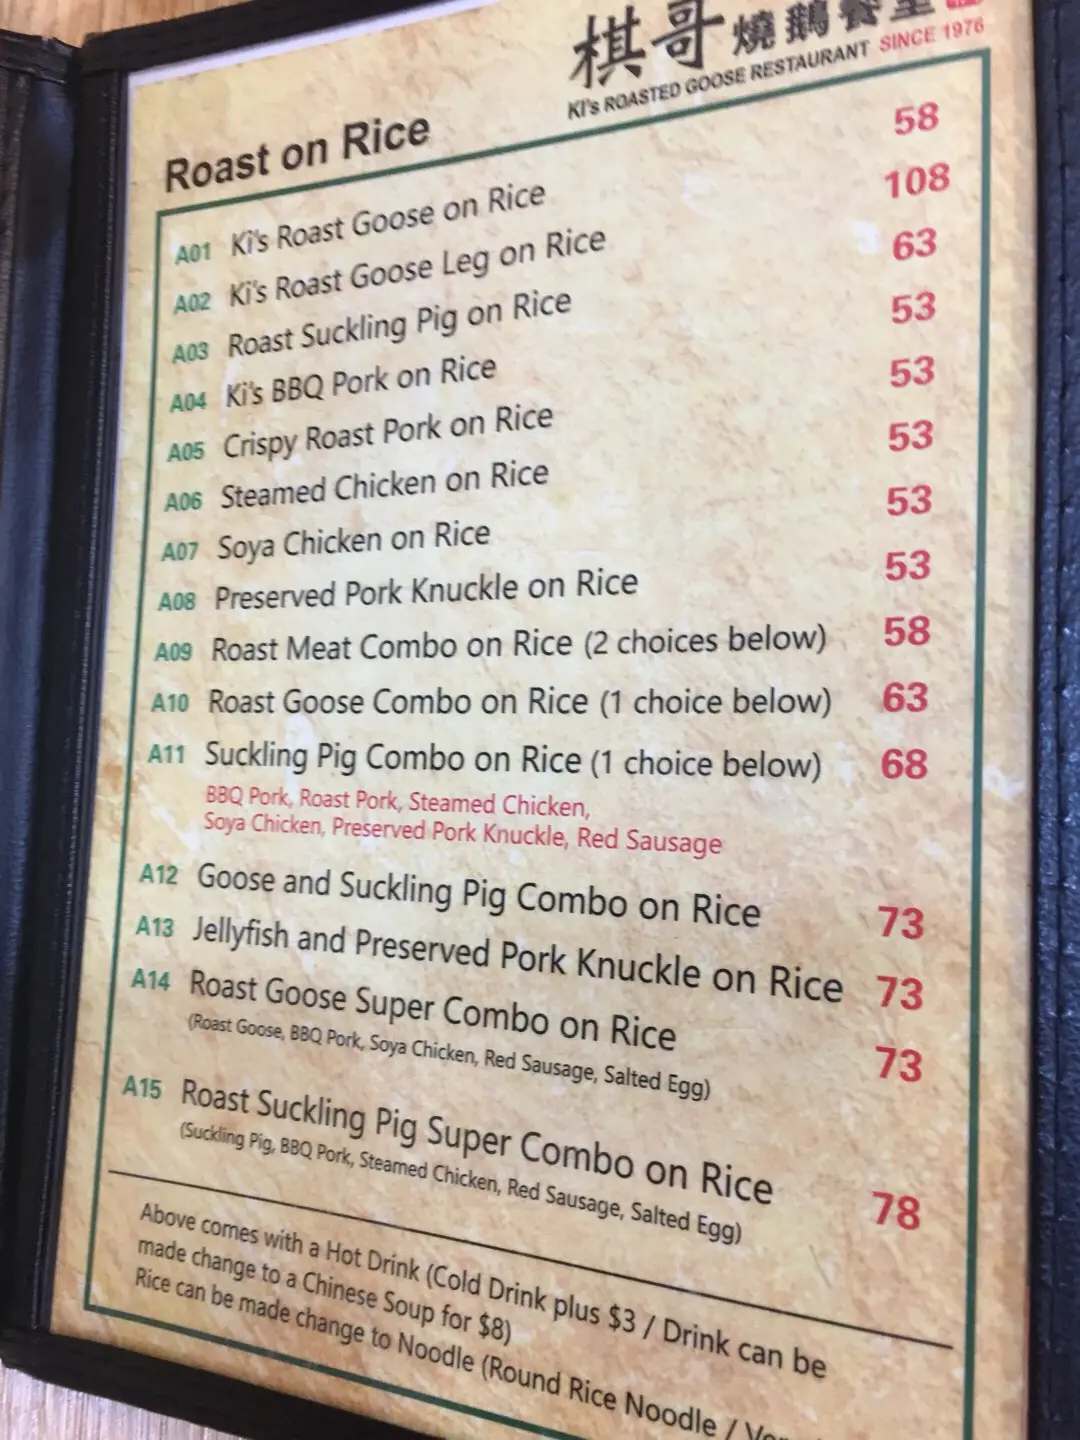 棋哥燒鵝餐
KI's ROASTED GOOSE RESTAURANT SINCE 1976
Roast on Rice
A01 Ki's Roast Goose on Rice 58
A02 Ki's Roast Goose Leg on Rice 108
A03 Roast Suckling Pig on Rice 63
A04 Ki's BBQ Pork on Rice 53
A05 Crispy Roast Pork on Rice 53
A06 Steamed Chicken on Rice 53
A07 Soya Chicken on Rice 53
A08 Preserved Pork Knuckle on Rice 53
A09 Roast Meat Combo on Rice (2 choices below) 58
A10 Roast Goose Combo on Rice (1 choice below) 63
A11 Suckling Pig Combo on Rice (1 choice below) 68
BBQ Pork, Roast Pork, Steamed Chicken,
Soya Chicken, Preserved Pork Knuckle, Red Sausage
A12 Goose and Suckling Pig Combo on Rice 73
A13 Jellyfish and Preserved Pork Knuckle on Rice 73
A14 Roast Goose Super Combo on Rice 73
(Roast Goose, BBQ Pork, Soya Chicken, Red Sausage, Salted Egg)
A15 Roast Suckling Pig Super Combo on Rice 78
(Suckling Pig, BBQ Pork, Steamed Chicken, Red Sausage, Salted Egg)
Above comes with a Hot Drink (Cold Drink plus $3 / Drink can be
made change to a Chinese Soup for $8)
Rice can be made change to Noodle (Round Rice Noodle /